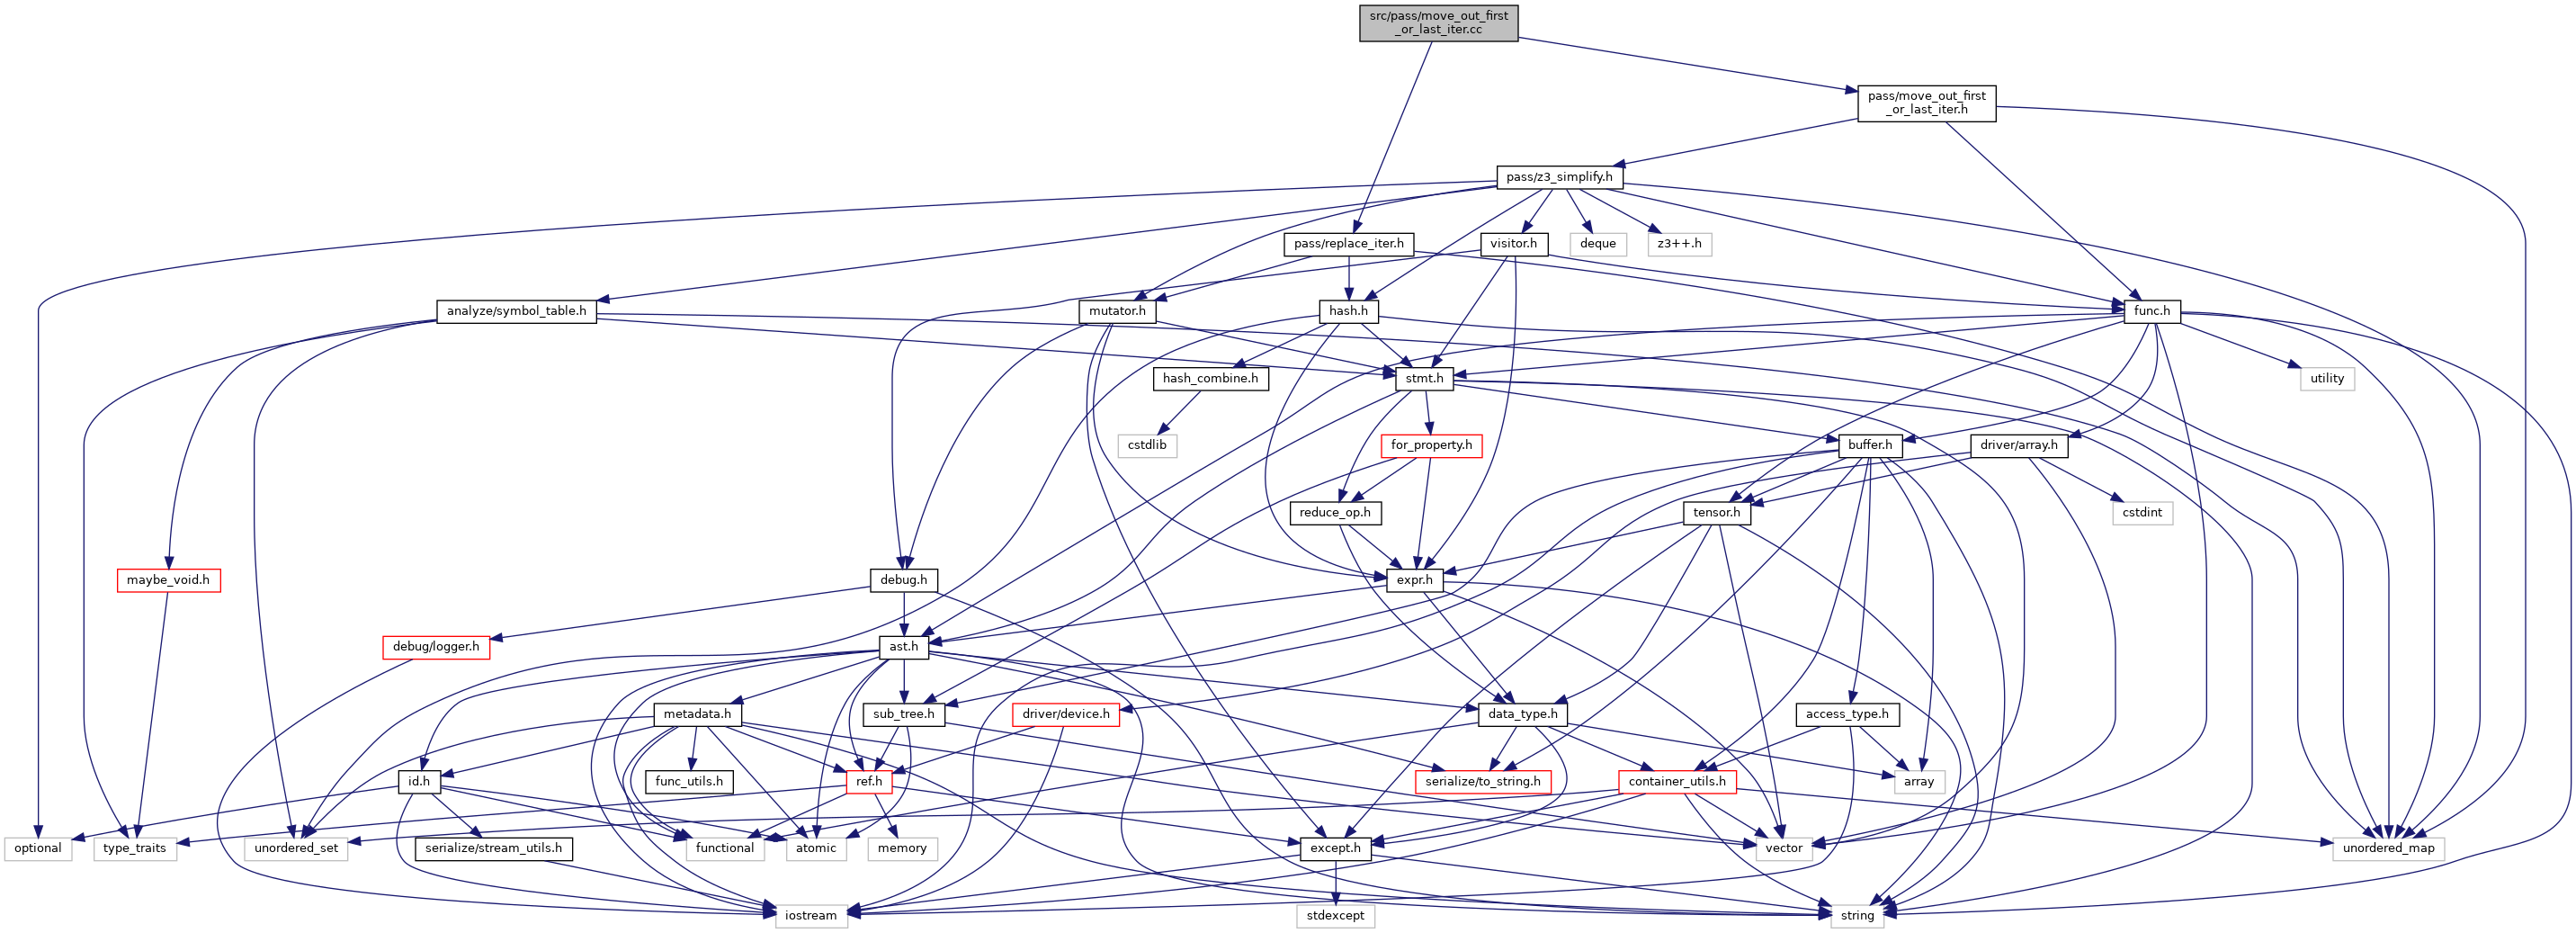 src/pass/move_out_first
_or_last_iter.cc
pass/move_out_first
_or_last_iter.h
pass/z3_simplify.h
pass/replace_iter.h
visitor.h
deque
z3++.h
analyze/symbol_table.h
mutator.h
hash.h
func.h
hash_combine.h
stmt.h
utility
cstdlib
for_property.h
buffer.h
driver/array.h
reduce_op.h
tensor.h
cstdint
maybe_void.h
debug.h
expr.h
debug/logger.h
ast.h
metadata.h
sub_tree.h
driver/device.h
data_type.h
access_type.h
id.h
func_utils.h
ref.h
serialize/to_string.h
container_utils.h
array
optional
type_traits
unordered_set
serialize/stream_utils.h
functional
atomic
memory
except.h
vector
unordered_map
iostream
stdexcept
string